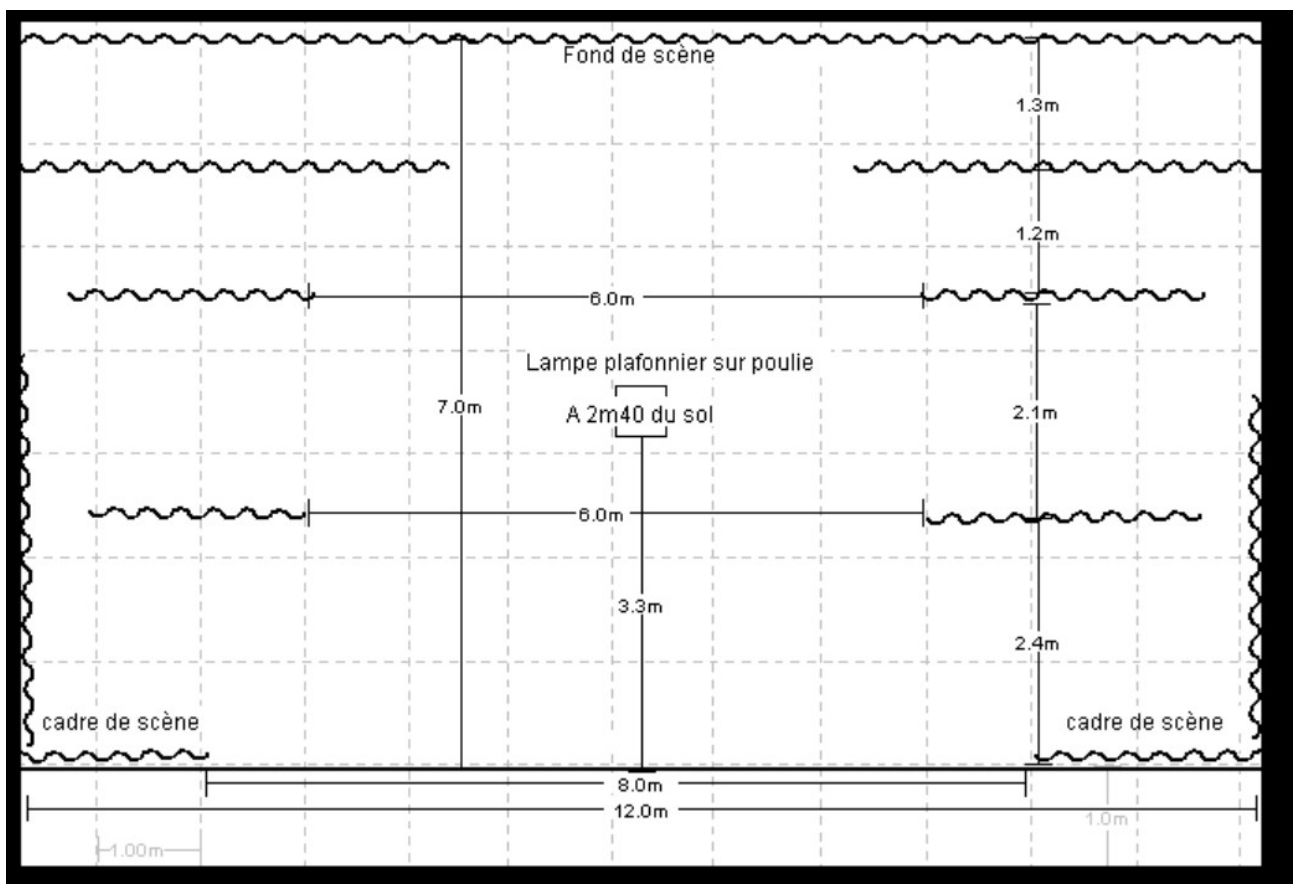 Fond de scène
1.3m
1.2m
6.0m
Lampe plafonnier sur poulie
7.0m
A 2m40 du sol
2.1m
6.0m
3.3m
2.4m
cadre de scène
cadre de scène
8.0m
12.0m
1.0m
1.00m